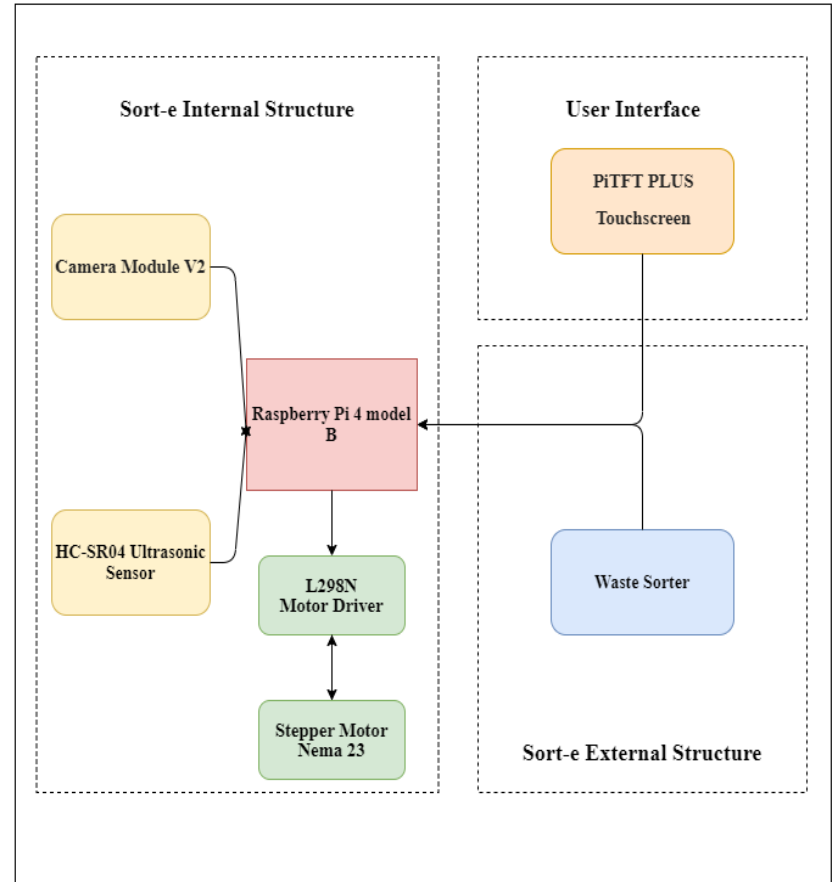 Sort-e Internal Structure
User Interface
PiTFT PLUS
Touchscreen
Camera Module V2
Raspberry Pi 4 model
B
HC-SR04 Ultrasonic
Sensor
L298N
Motor Driver
Waste Sorter
Stepper Motor
Nema 23
Sort-e External Structure